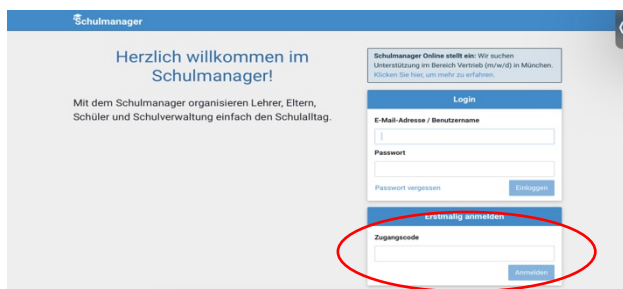 Schulmanager
Herzlich willkommen im
Schulmanager!
Mit dem Schulmanager organisieren Lehrer, Eltern,
Schüler und Schulverwaltung einfach den Schulalltag.
Schulmanager Online stellt ein: Wir suchen
Unterstützung im Bereich Vertrieb (m/w/d) in München.
Klicken Sie hier, um mehr zu erfahren.
Login
E-Mail-Adresse / Benutzername
Passwort
Passwort vergessen
Einloggen
Erstmalig anmelden
Zugangscode
Anmelden